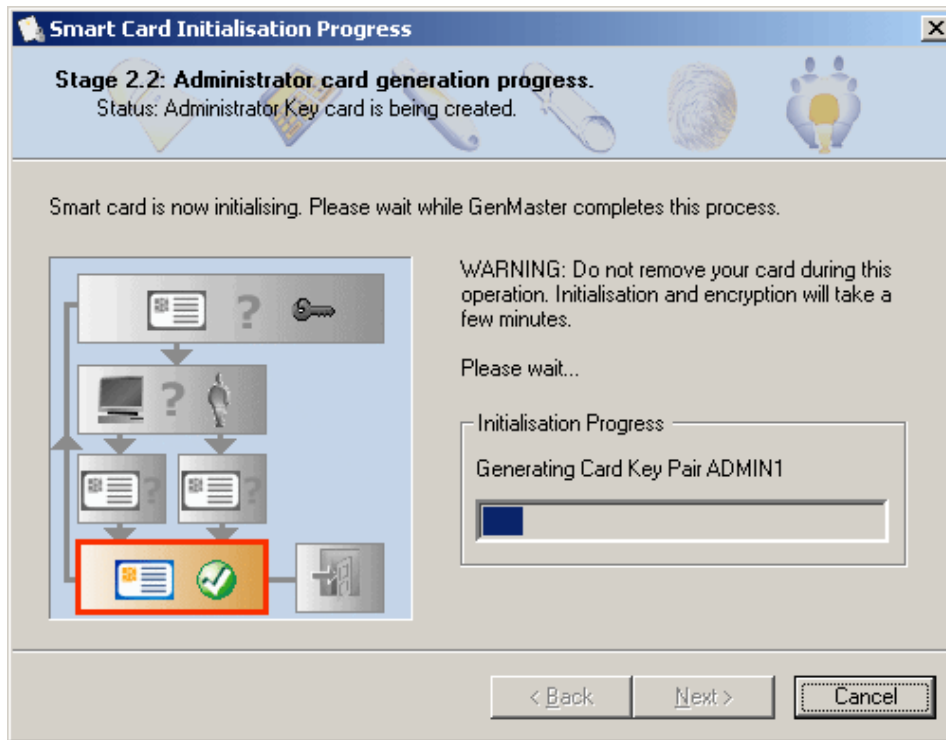 Smart Card Initialisation Progress
Stage 2.2: Administrator card generation progress.
Status: Administrator Key card is being created.
Smart card is now initialising. Please wait while GenMaster completes this process.
WARNING: Do not remove your card during this
operation. Initialisation and encryption will take a
few minutes.
Please wait...
Initialisation Progress
Generating Card Key Pair ADMIN1
? 
?
? ?
< Back Next > Cancel